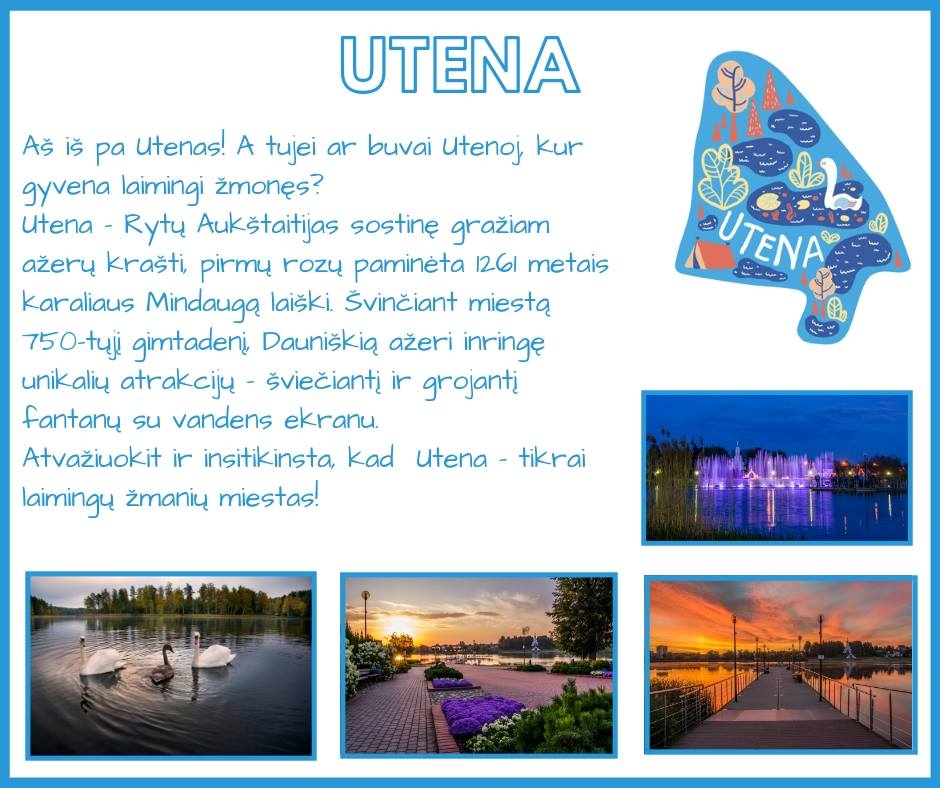 UTENA
Aš iš pa Utenas! A tujei ar buvai Utenoj, kur
gyvena laimingi žmonęs?
Utena - Rytų Aukštaitijas sostinę gražiam
ažerų krašti, pirmų rozų paminėta 1261 metais
karaliaus Mindaugą laiški. Švinčiant miestą
750-tųjį gimtadenį, Dauniškią ažeri inringę
unikalių atrakcijų - šviečiantį ir grojantį
fantanų su vandens ekranu.
Atvažiuokit ir insitikinsta, kad  Utena - tikrai
laimingų žmanių miestas!
UTENA